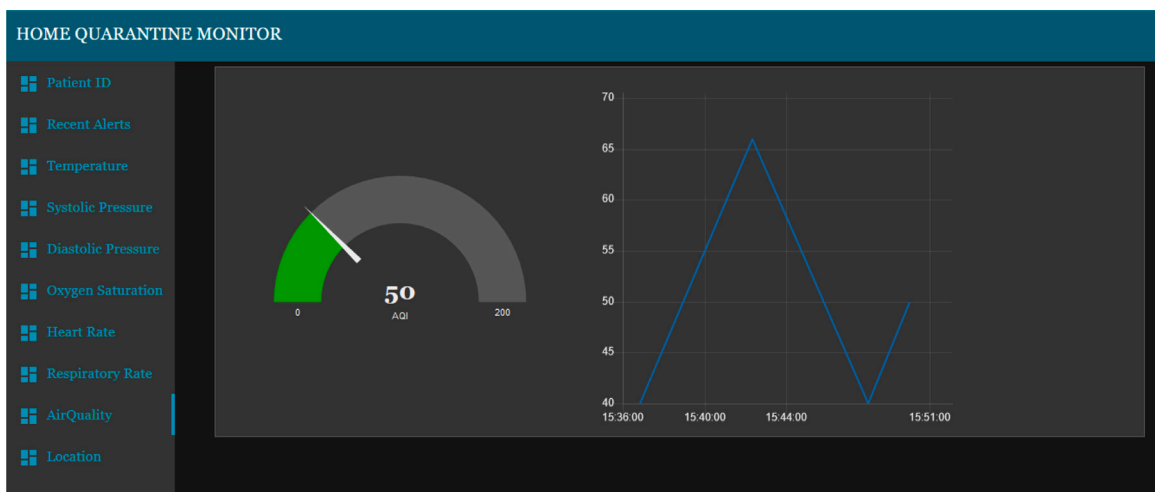 HOME QUARANTINE MONITOR
Patient ID
Recent Alerts
Temperature
Systolic Pressure
Diastolic Pressure
Oxygen Saturation
Heart Rate
Respiratory Rate
AirQuality
Location
50
AQI
0
200
70
65
60
55
50
45
40
15:36:00 15:40:00 15:44:00 15:51:00